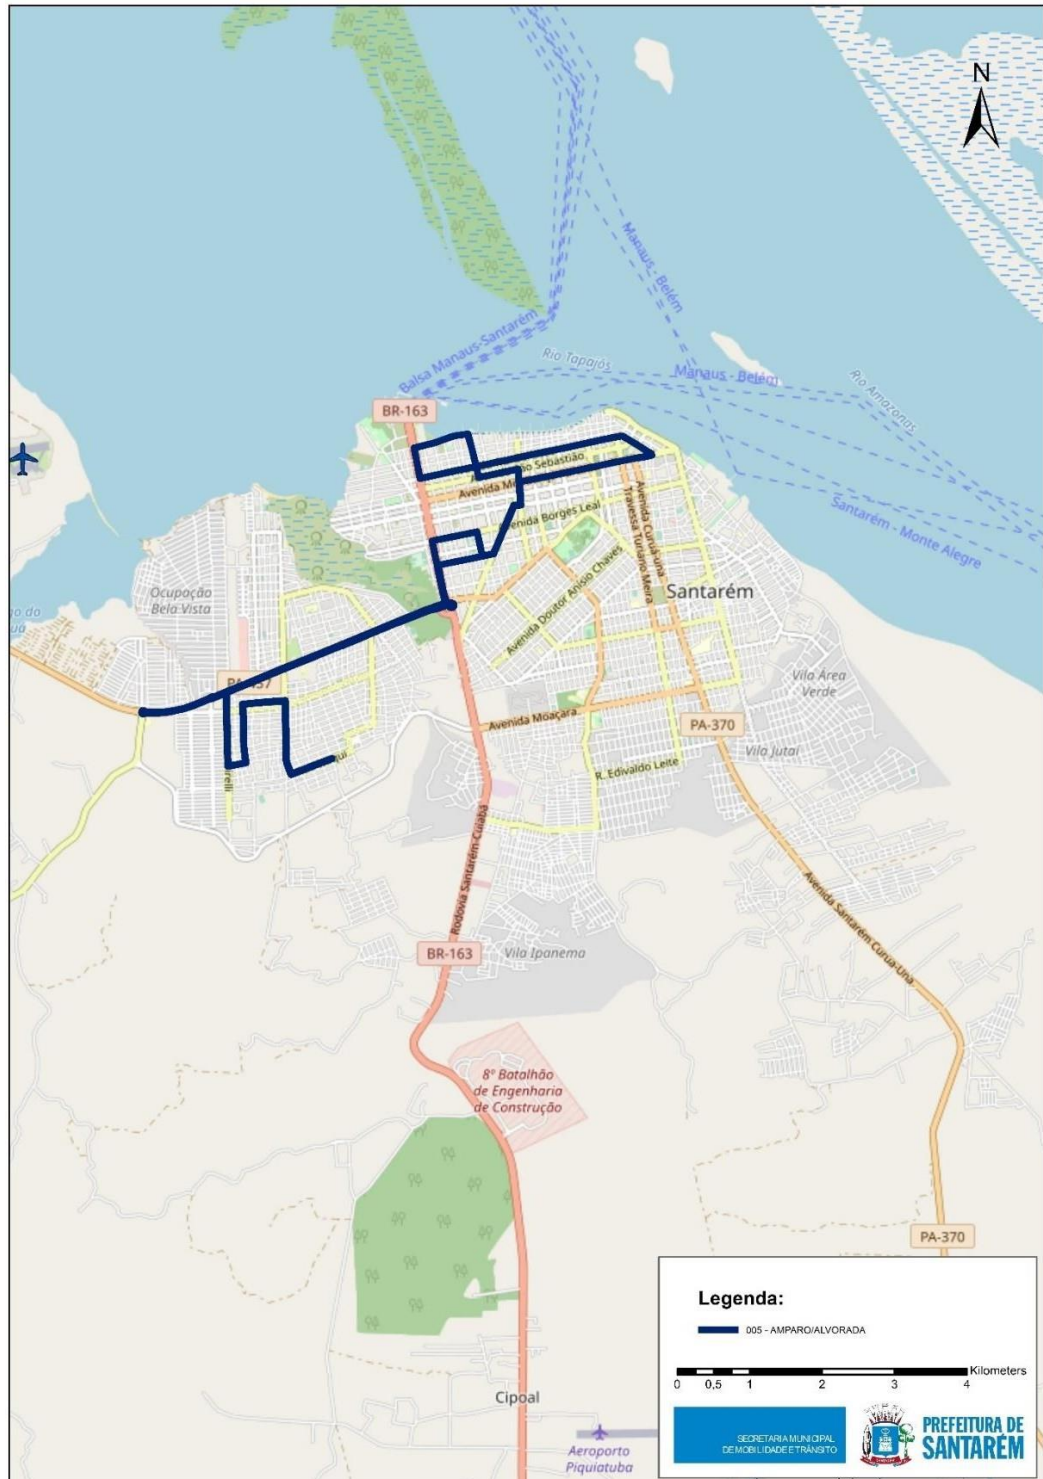 N
Manaus - Belém
Balsa Manaus-Santarém
Rio Tapajós
Manaus - Belém
Rio Amazonas
BR-163
São Sebastião
Avenida
Santarém - Monte Alegre
Avenida Borges Leal
Avenida Curuá-una
Travessa Turiano Meira
Avenida Doutor Anísio Chaves
Santarém
Ocupação
Bela Vista
Vila Área
Verde
Avenida Moaçara
PA-370
Vila Jutaí
R. Edivaldo Leite
Rodovia Santarém-Cuiabá
Avenida Santarém Curuá-Una
BR-163
Vila Ipanema
8º Batalhão
de Engenharia
de Construção
PA-370
Cipoal
Aeroporto
Piquiatuba
Legenda:
005 - AMPARO/ALVORADA
Kilometers
0 0,5 1 2 3 4
SECRETARIA MUNICIPAL
DE MOBILIDADE E TRÂNSITO
PREFEITURA DE
SANTARÉM